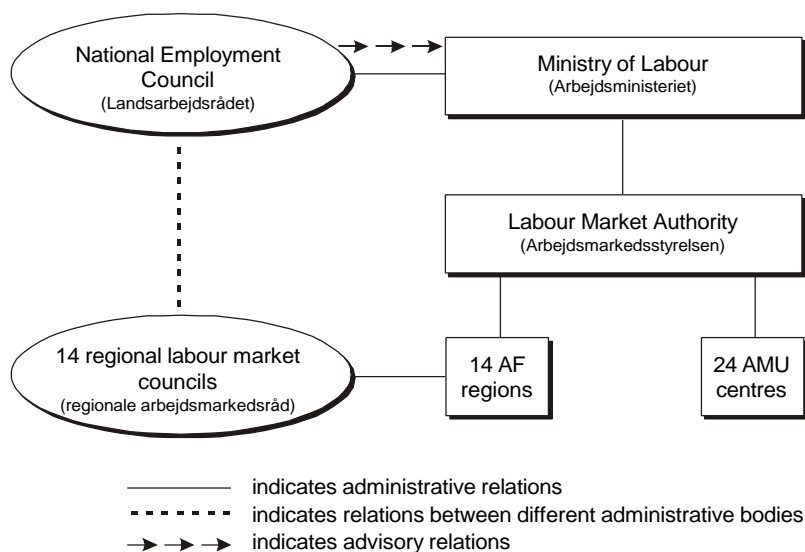 National Employment
Council
(Landsarbejdsrådet)
Ministry of Labour
(Arbejdsministeriet)
Labour Market Authority
(Arbejdsmarkedsstyrelsen)
14 regional labour market
councils
(regionale arbejdsmarkedsråd)
14 AF
regions
24 AMU
centres
indicates administrative relations
indicates relations between different administrative bodies
indicates advisory relations